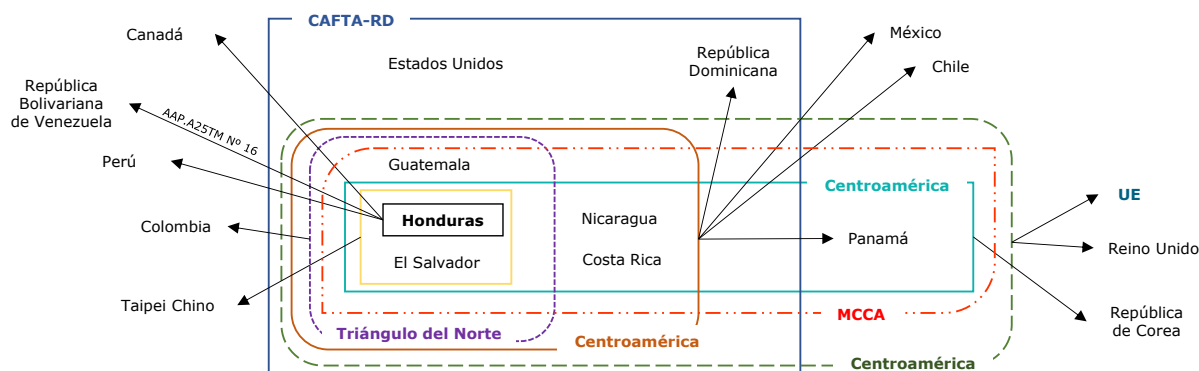 CAFTA-RD
Canadá
Estados Unidos
República
Dominicana
México
Chile
República
Bolivariana
de Venezuela
AAP.A25TM Nº 16
Perú
Guatemala
Centroamérica
Honduras
Nicaragua
UE
Colombia
Panamá
Reino Unido
El Salvador
Costa Rica
Taipei Chino
MCCA
República
de Corea
Triángulo del Norte
Centroamérica
Centroamérica